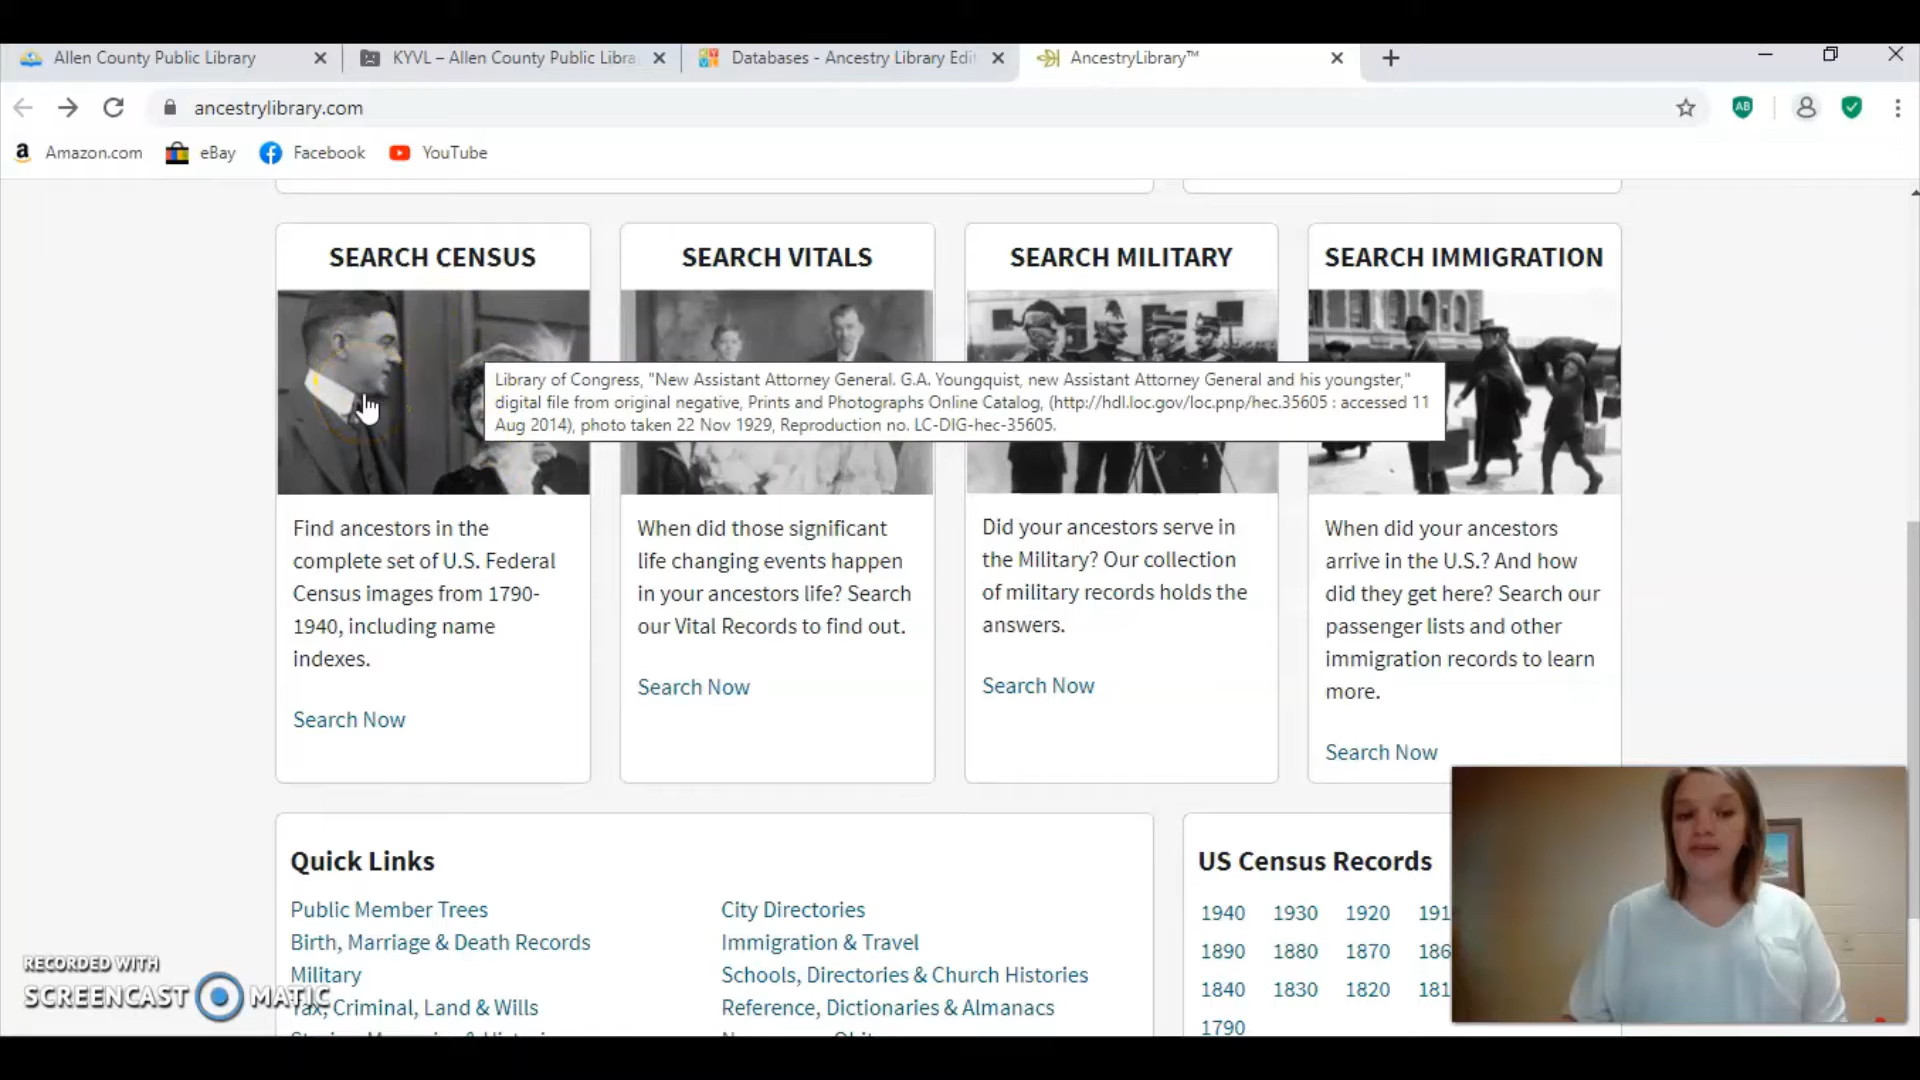 Allen County Public Library
KYVL – Allen County Public Libra
Databases - Ancestry Library Edit
AncestryLibrary™
ancestrylibrary.com
AB
a Amazon.com
eBay
Facebook
YouTube
SEARCH CENSUS
SEARCH VITALS
SEARCH MILITARY
SEARCH IMMIGRATION
Library of Congress, "New Assistant Attorney General. G.A. Youngquist, new Assistant Attorney General and his youngster,"
digital file from original negative, Prints and Photographs Online Catalog, (http://hdl.loc.gov/loc.pnp/hec.35605 : accessed 11
Aug 2014), photo taken 22 Nov 1929, Reproduction no. LC-DIG-hec-35605.
Find ancestors in the
complete set of U.S. Federal
Census images from 1790-
1940, including name
indexes.
Search Now
When did those significant
life changing events happen
in your ancestors life? Search
our Vital Records to find out.
Search Now
Did your ancestors serve in
the Military? Our collection
of military records holds the
answers.
Search Now
When did your ancestors
arrive in the U.S.? And how
did they get here? Search our
passenger lists and other
immigration records to learn
more.
Search Now
Quick Links
Public Member Trees
Birth, Marriage & Death Records
Military
Tax, Criminal, Land & Wills
City Directories
Immigration & Travel
Schools, Directories & Church Histories
Reference, Dictionaries & Almanacs
US Census Records
1940 1930 1920 191
1890 1880 1870 186
1840 1830 1820 181
1790
RECORDED WITH
SCREENCAST MATIC